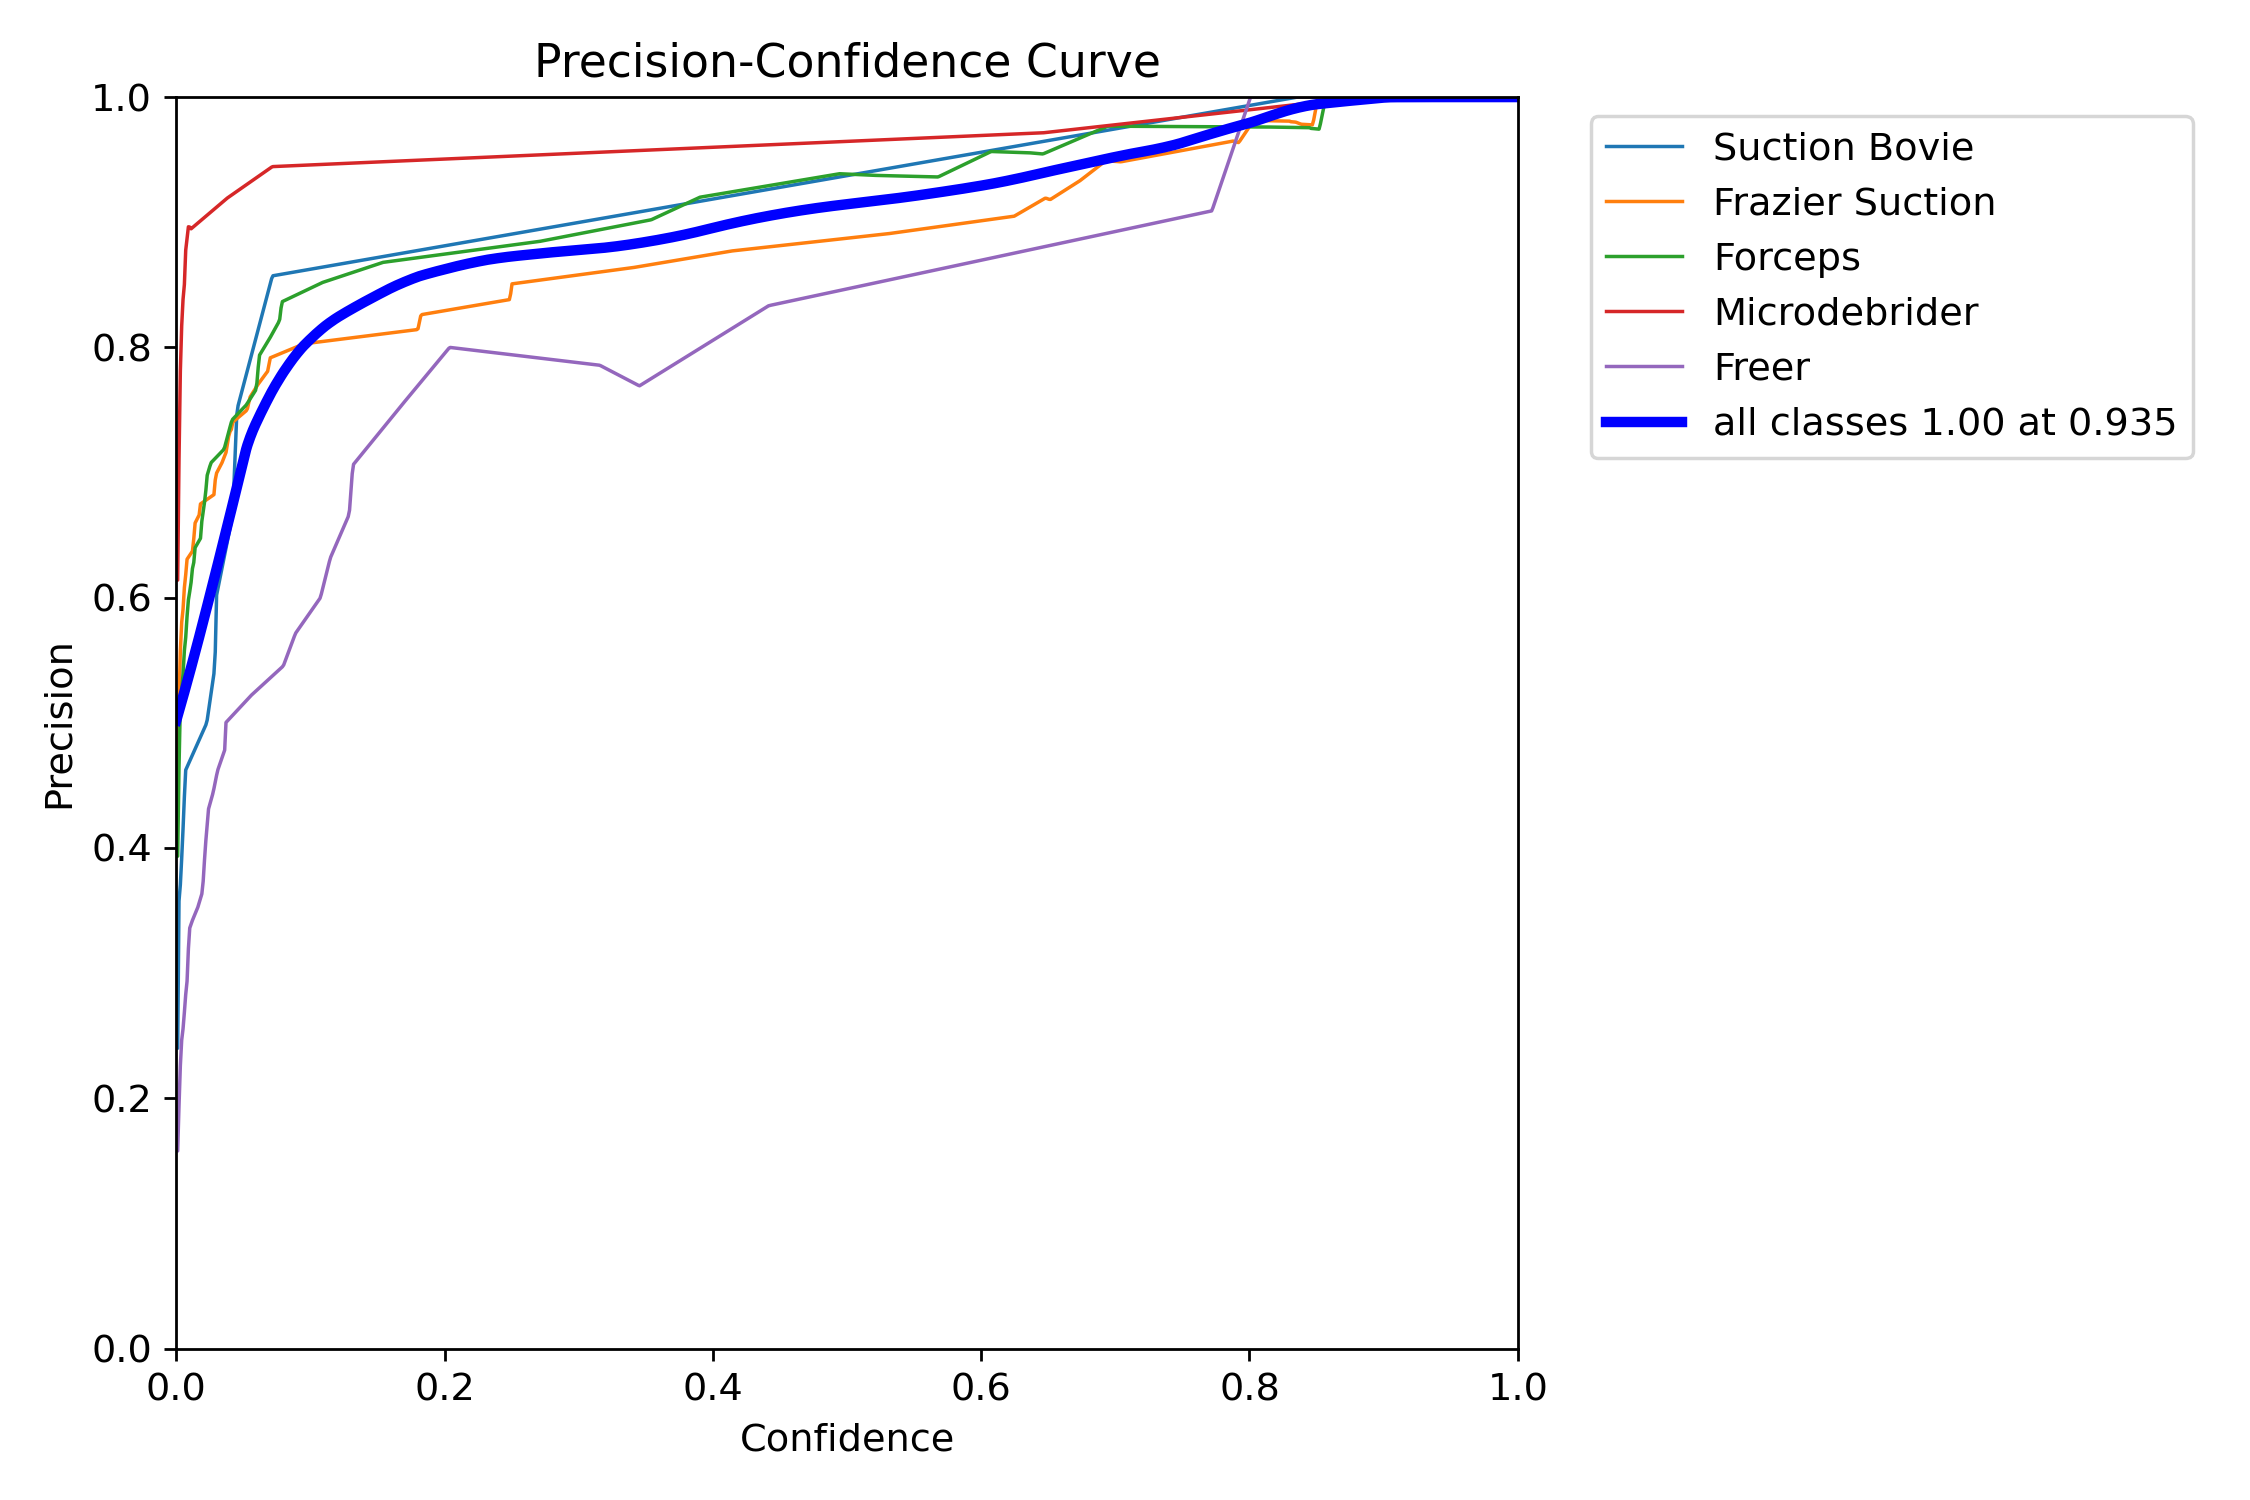 Precision-Confidence Curve
1.0
0.8
0.6
0.4
0.2
0.0
Precision
0.0 0.2 0.4 0.6 0.8 1.0
Confidence
Suction Bovie
Frazier Suction
Forceps
Microdebrider
Freer
all classes 1.00 at 0.935